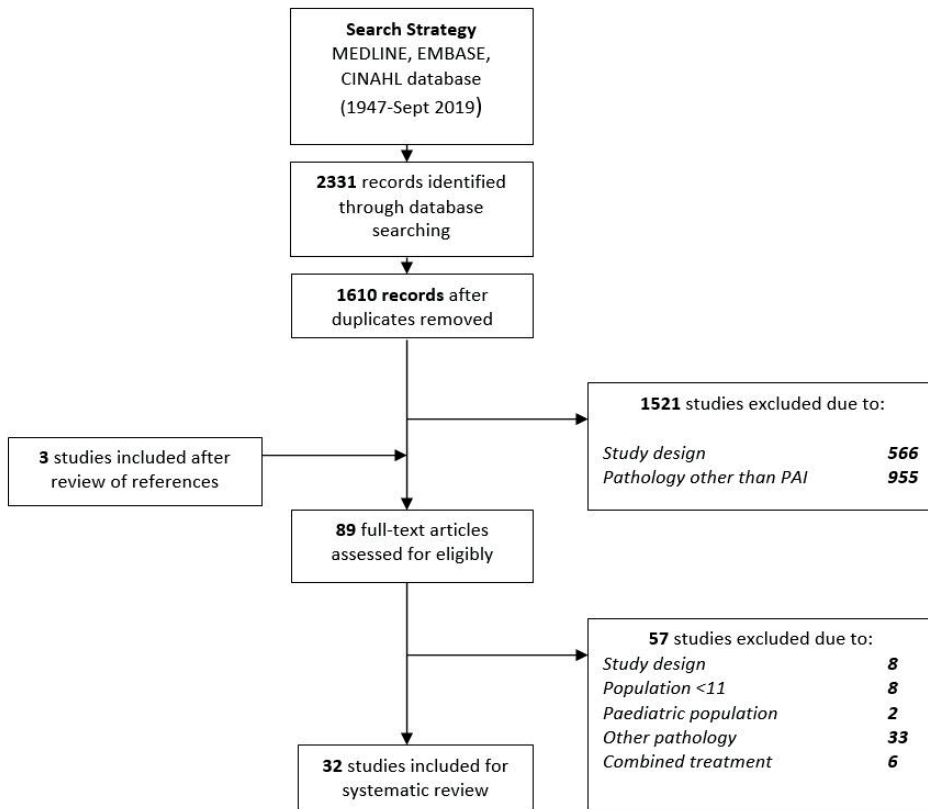 Search Strategy
MEDLINE, EMBASE,
CINAHL database
(1947-Sept 2019)
2331 records identified
through database
searching
1610 records after
duplicates removed
1521 studies excluded due to:
Study design 566
Pathology other than PAI 955
3 studies included after
review of references
89 full-text articles
assessed for eligibly
57 studies excluded due to:
Study design 8
Population <11 8
Paediatric population 2
Other pathology 33
Combined treatment 6
32 studies included for
systematic review